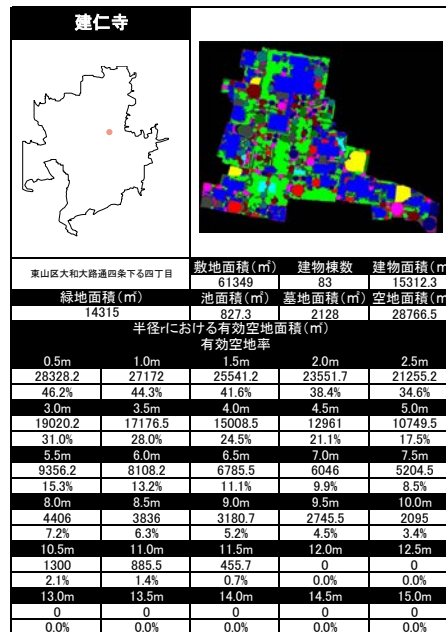 建仁寺
東山区大和大路通四条下る四丁目
敷地面積(㎡) 建物棟数 建物面積(㎡)
61349 83 15312.3
緑地面積(㎡) 池面積(㎡) 墓地面積(㎡) 空地面積(㎡)
14315 827.3 2128 28766.5
半径rにおける有効空地面積(㎡)
有効空地率
0.5m 1.0m 1.5m 2.0m 2.5m
28328.2 27172 25541.2 23551.7 21255.2
46.2% 44.3% 41.6% 38.4% 34.6%
3.0m 3.5m 4.0m 4.5m 5.0m
19020.2 17176.5 15008.5 12961 10749.5
31.0% 28.0% 24.5% 21.1% 17.5%
5.5m 6.0m 6.5m 7.0m 7.5m
9356.2 8108.2 6785.5 6046 5204.5
15.3% 13.2% 11.1% 9.9% 8.5%
8.0m 8.5m 9.0m 9.5m 10.0m
4406 3836 3180.7 2745.5 2095
7.2% 6.3% 5.2% 4.5% 3.4%
10.5m 11.0m 11.5m 12.0m 12.5m
1300 885.5 455.7 0 0
2.1% 1.4% 0.7% 0.0% 0.0%
13.0m 13.5m 14.0m 14.5m 15.0m
0 0 0 0 0
0.0% 0.0% 0.0% 0.0% 0.0%